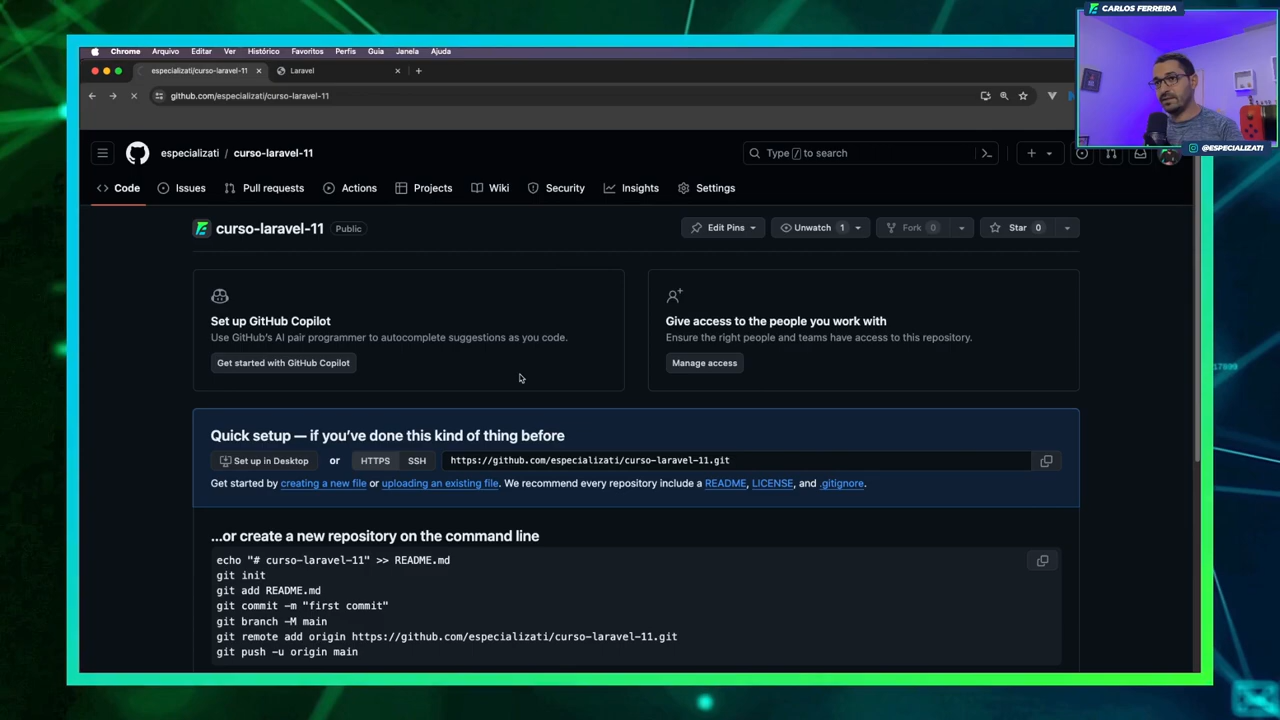 CARLOS FERREIRA
Chrome Arquivo Editar Ver Histórico Favoritos Perfis Guia Janela Ajuda
especializati/curso-laravel-11 Laravel
github.com/especializati/curso-laravel-11
@ESPECIALIZATI
especializati / curso-laravel-11 Type / to search
Code Issues Pull requests Actions Projects Wiki Security Insights Settings
curso-laravel-11 Public Edit Pins Unwatch 1 Fork 0 Star 0
Set up GitHub Copilot
Use GitHub's AI pair programmer to autocomplete suggestions as you code.
Get started with GitHub Copilot
Give access to the people you work with
Ensure the right people and teams have access to this repository.
Manage access
Quick setup — if you've done this kind of thing before
Set up in Desktop or HTTPS SSH https://github.com/especializati/curso-laravel-11.git
Get started by creating a new file or uploading an existing file. We recommend every repository include a README, LICENSE, and .gitignore.
...or create a new repository on the command line
echo "# curso-laravel-11" >> README.md
git init
git add README.md
git commit -m "first commit"
git branch -M main
git remote add origin https://github.com/especializati/curso-laravel-11.git
git push -u origin main